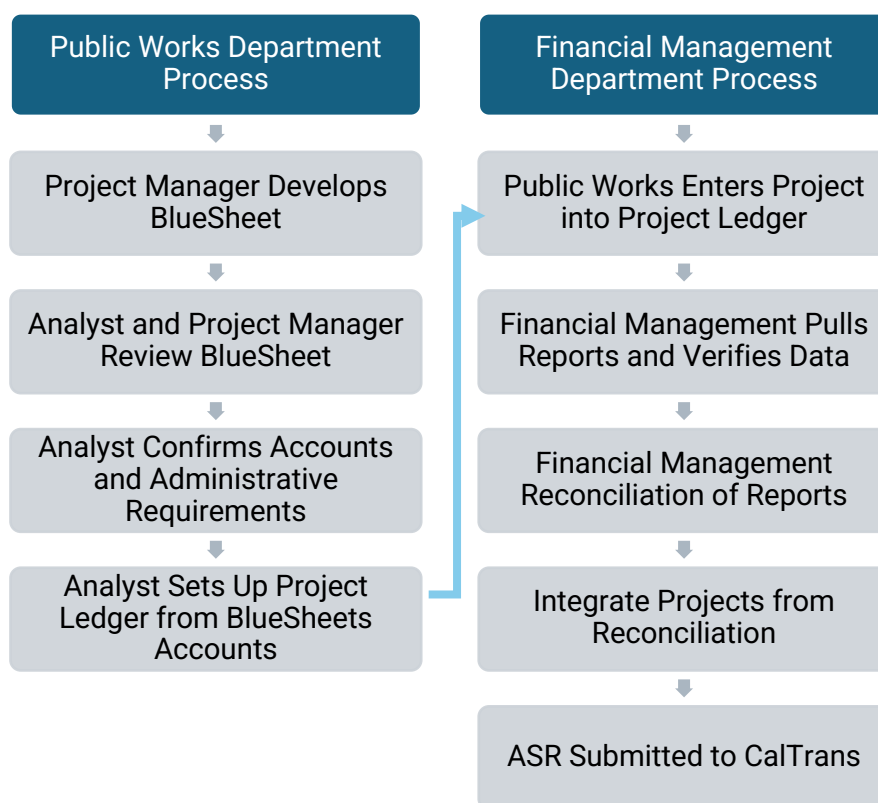 Public Works Department
Process
Project Manager Develops
BlueSheet
Analyst and Project Manager
Review BlueSheet
Analyst Confirms Accounts
and Administrative
Requirements
Analyst Sets Up Project
Ledger from BlueSheets
Accounts
Financial Management
Department Process
Public Works Enters Project
into Project Ledger
Financial Management Pulls
Reports and Verifies Data
Financial Management
Reconciliation of Reports
Integrate Projects from
Reconciliation
ASR Submitted to CalTrans